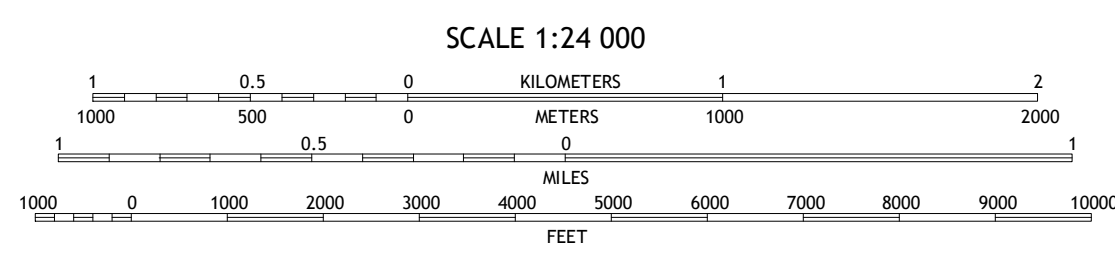 SCALE 1:24 000
1 0.5 0 KILOMETERS 1 2
1000 500 0 METERS 1000 2000
1 0.5 0 1
MILES
1000 0 1000 2000 3000 4000 5000 6000 7000 8000 9000 10000
FEET